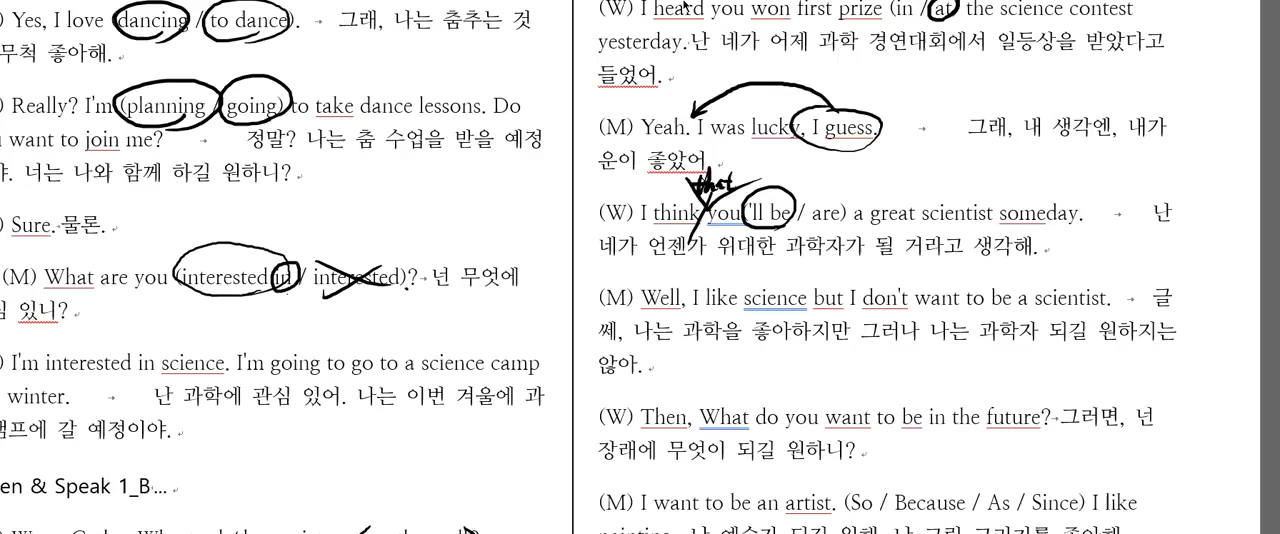 Yes, I love (dancing / to dance). → 그래, 나는 춤추는 것
무척 좋아해.
) Really? I'm (planning / going) to take dance lessons. Do
want to join me? → 정말? 나는 춤 수업을 받을 예정
야. 너는 나와 함께 하길 원하니?
) Sure. 물론.
(M) What are you (interested in / interested)? 넌 무엇에
심 있니?
) I'm interested in science. I'm going to go to a science camp
winter. → 난 과학에 관심 있어. 나는 이번 겨울에 과
캠프에 갈 예정이야.
en & Speak 1_B...
(W) I heard you won first prize (in / at) the science contest
yesterday. 난 네가 어제 과학 경연대회에서 일등상을 받았다고
들었어.
(M) Yeah. I was lucky, I guess. → 그래, 내 생각엔, 내가
운이 좋았어
that
(W) I think you ('ll be / are) a great scientist someday. → 난
네가 언젠가 위대한 과학자가 될 거라고 생각해.
(M) Well, I like science but I don't want to be a scientist. → 글
쎄, 나는 과학을 좋아하지만 그러나 나는 과학자 되길 원하지는
않아.
(W) Then, What do you want to be in the future? 그러면, 넌
장래에 무엇이 되길 원하니?
(M) I want to be an artist. (So / Because / As / Since) I like